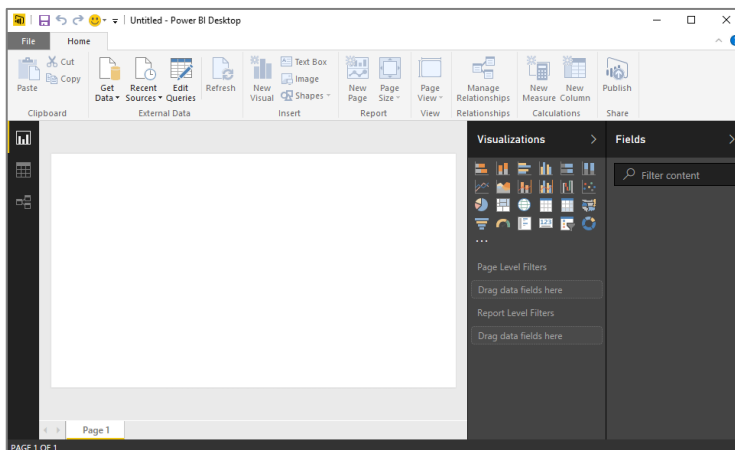 Untitled - Power BI Desktop
File Home
Paste
Cut
Copy
Clipboard
Get Data
Recent Sources
Edit Queries
Refresh
External Data
New Visual
Text Box
Image
Shapes
Insert
New Page
Page Size
Report
Page View
View
Manage Relationships
Relationships
New Measure
New Column
Calculations
Publish
Share
Visualizations
Fields
Filter content
Page Level Filters
Drag data fields here
Report Level Filters
Drag data fields here
Page 1
PAGE 1 OF 1